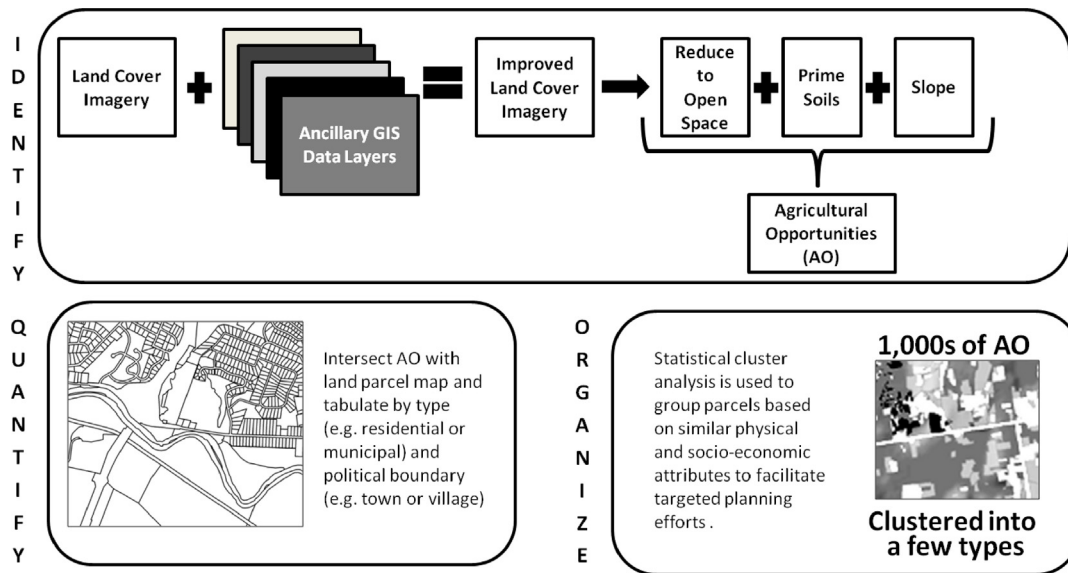 IDENTIFY
Land Cover
Imagery
Ancillary GIS
Data Layers
Improved
Land Cover
Imagery
Reduce
to
Open
Space
Prime
Soils
Slope
Agricultural
Opportunities
(AO)
QUANTIFY
Intersect AO with
land parcel map and
tabulate by type
(e.g. residential or
municipal) and
political boundary
(e.g. town or village)
ORGANIZE
Statistical cluster
analysis is used to
group parcels based
on similar physical
and socio-economic
attributes to facilitate
targeted planning
efforts .
1,000s of AO
Clustered into
a few types